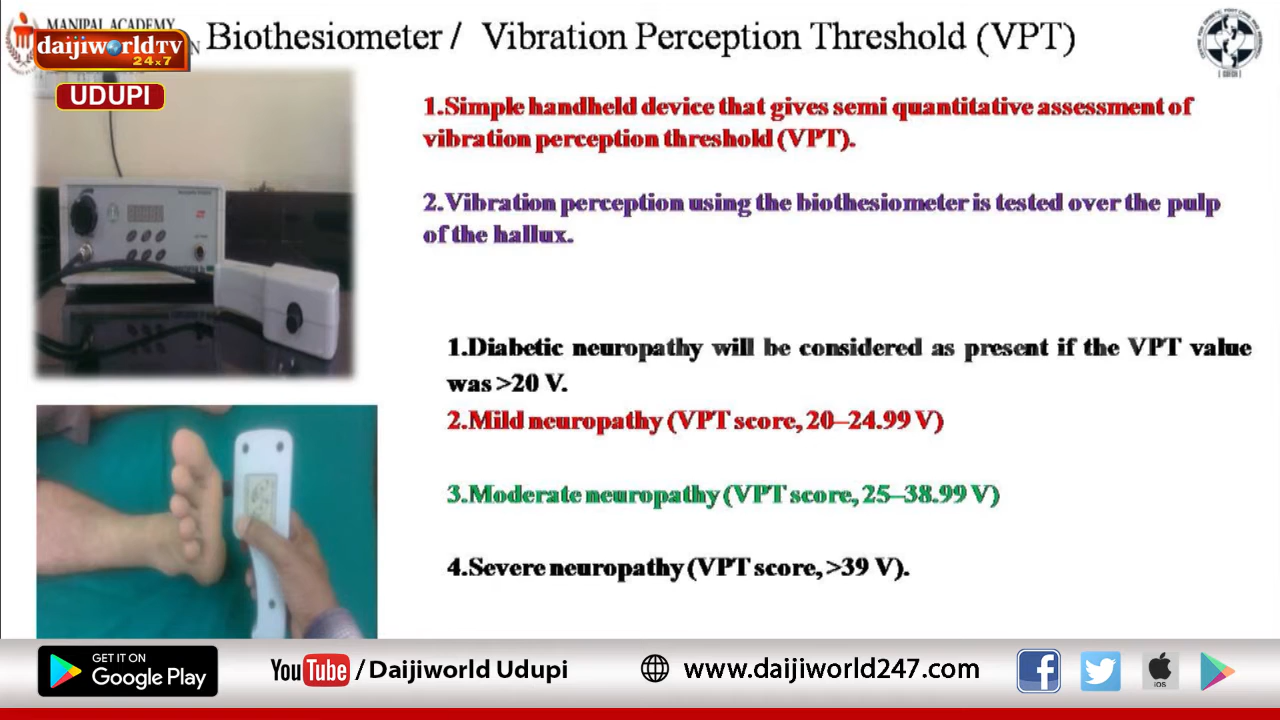 MANIPAL ACADEMY
daijiworldTV
24x7
UDUPI
Biothesiometer / Vibration Perception Threshold (VPT)
1.Simple handheld device that gives semi quantitative assessment of
vibration perception threshold (VPT).
2.Vibration perception using the biothesiometer is tested over the pulp
of the hallux.
1.Diabetic neuropathy will be considered as present if the VPT value
was >20 V.
2.Mild neuropathy (VPT score, 20–24.99 V)
3.Moderate neuropathy (VPT score, 25–38.99 V)
4.Severe neuropathy (VPT score, >39 V).
GET IT ON
Google Play
YouTube / Daijiworld Udupi
www.daijiworld247.com
iOS